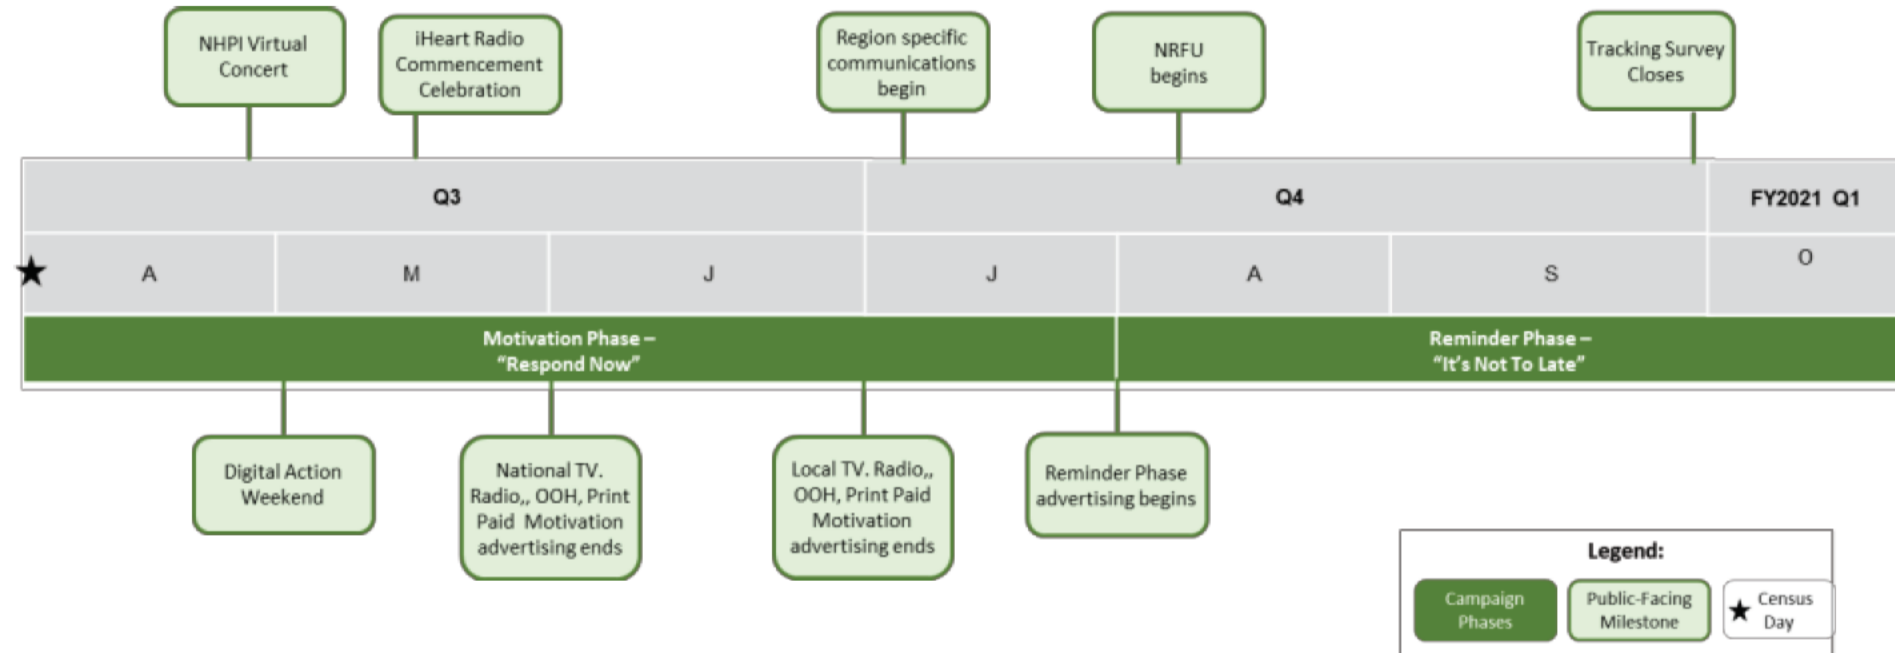 NHPI Virtual
Concert
iHeart Radio
Commencement
Celebration
Region specific
communications
begin
NRFU
begins
Tracking Survey
Closes
Q3
Q4
FY2021 Q1
A
M
J
J
A
S
O
Motivation Phase –
“Respond Now”
Reminder Phase –
“It’s Not To Late”
Digital Action
Weekend
National TV.
Radio,, OOH, Print
Paid Motivation
advertising ends
Local TV. Radio,,
OOH, Print Paid
Motivation
advertising ends
Reminder Phase
advertising begins
Legend:
Campaign
Phases
Public-Facing
Milestone
Census
Day